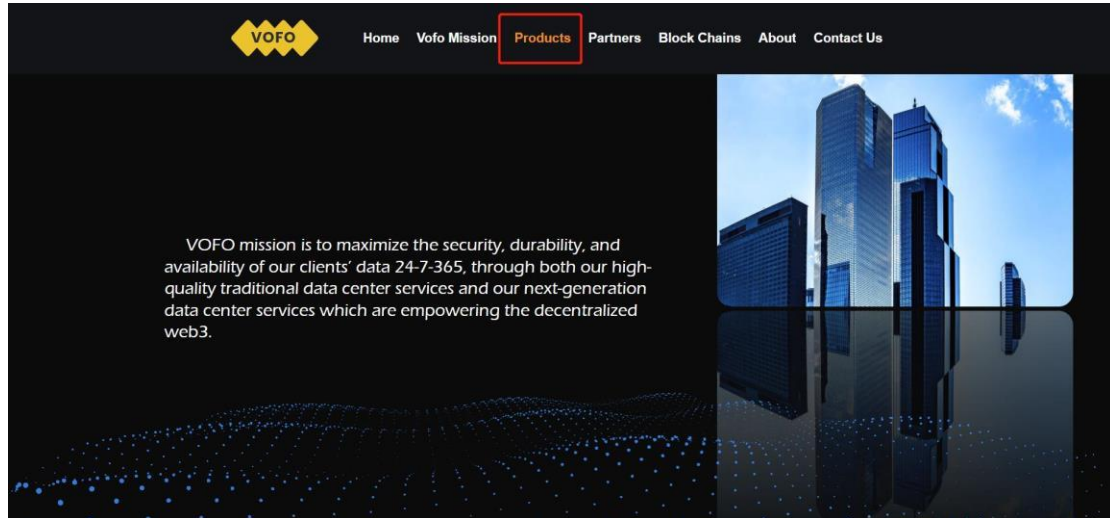 VOFO
Home Vofo Mission Products Partners Block Chains About Contact Us
VOFO mission is to maximize the security, durability, and
availability of our clients’ data 24-7-365, through both our high-
quality traditional data center services and our next-generation
data center services which are empowering the decentralized
web3.